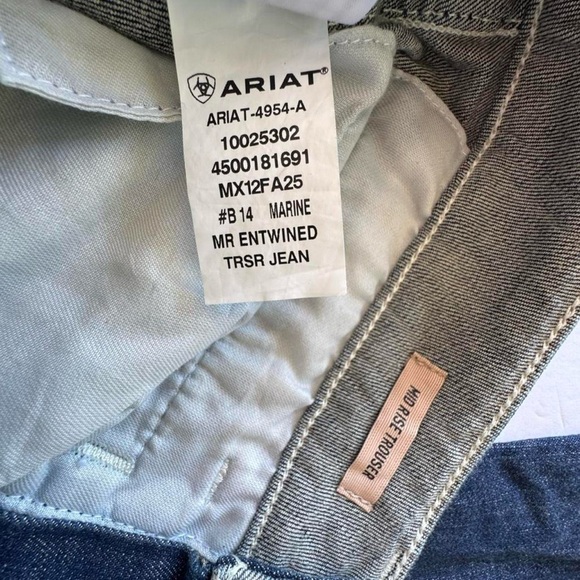 ARIAT®
ARIAT-4954-A
10025302
4500181691
MX12FA25
#B 14 MARINE
MR ENTWINED
TRSR JEAN
MID RISE TROUSER